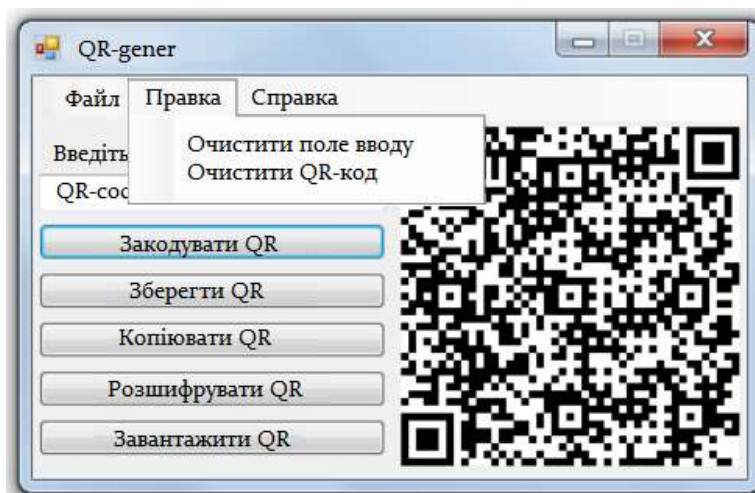 QR-gener
Файл Правка Справка
Очистити поле вводу
Введіть
Очистити QR-код
QR-coc
Закодувати QR
Зберегти QR
Копіювати QR
Розшифрувати QR
Завантажити QR